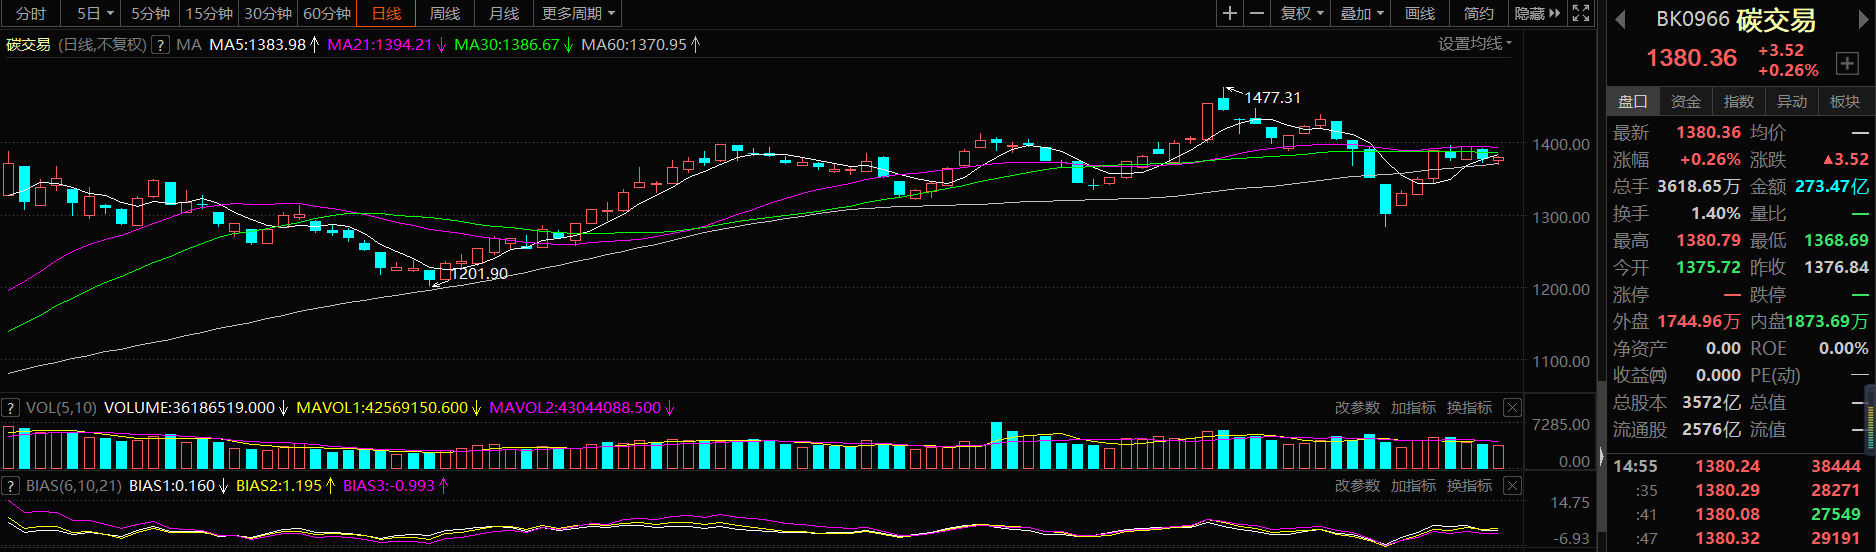 分时 5日 5分钟 15分钟 30分钟 60分钟 日线 周线 月线 更多周期 复权 叠加 画线 简约 隐藏
碳交易 (日线,不复权) ? MA MA5:1383.98↑ MA21:1394.21↓ MA30:1386.67↓ MA60:1370.95↑ 设置均线
1477.31
1201.90
1400.00
1300.00
1200.00
1100.00
? VOL(5,10) VOLUME:36186519.000↓ MAVOL1:42569150.600↓ MAVOL2:43044088.500↓ 改参数 加指标 换指标
7285.00
0.00
? BIAS(6,10,21) BIAS1:0.160↓ BIAS2:1.195↑ BIAS3:-0.993↑ 改参数 加指标 换指标
14.75
-6.93
BK0966 碳交易
1380.36 +3.52
+0.26%
盘口 资金 指数 异动 板块
最新 1380.36 均价 —
涨幅 +0.26% 涨跌 ▲3.52
总手 3618.65万 金额 273.47亿
换手 1.40% 量比 —
最高 1380.79 最低 1368.69
今开 1375.72 昨收 1376.84
涨停 — 跌停 —
外盘 1744.96万 内盘 1873.69万
净资产 0.00 ROE 0.00%
收益㈣ 0.000 PE(动) —
总股本 3572亿 总值 —
流通股 2576亿 流值 —
14:55 1380.24 38444
:35 1380.29 28271
:41 1380.08 27549
:47 1380.32 29191